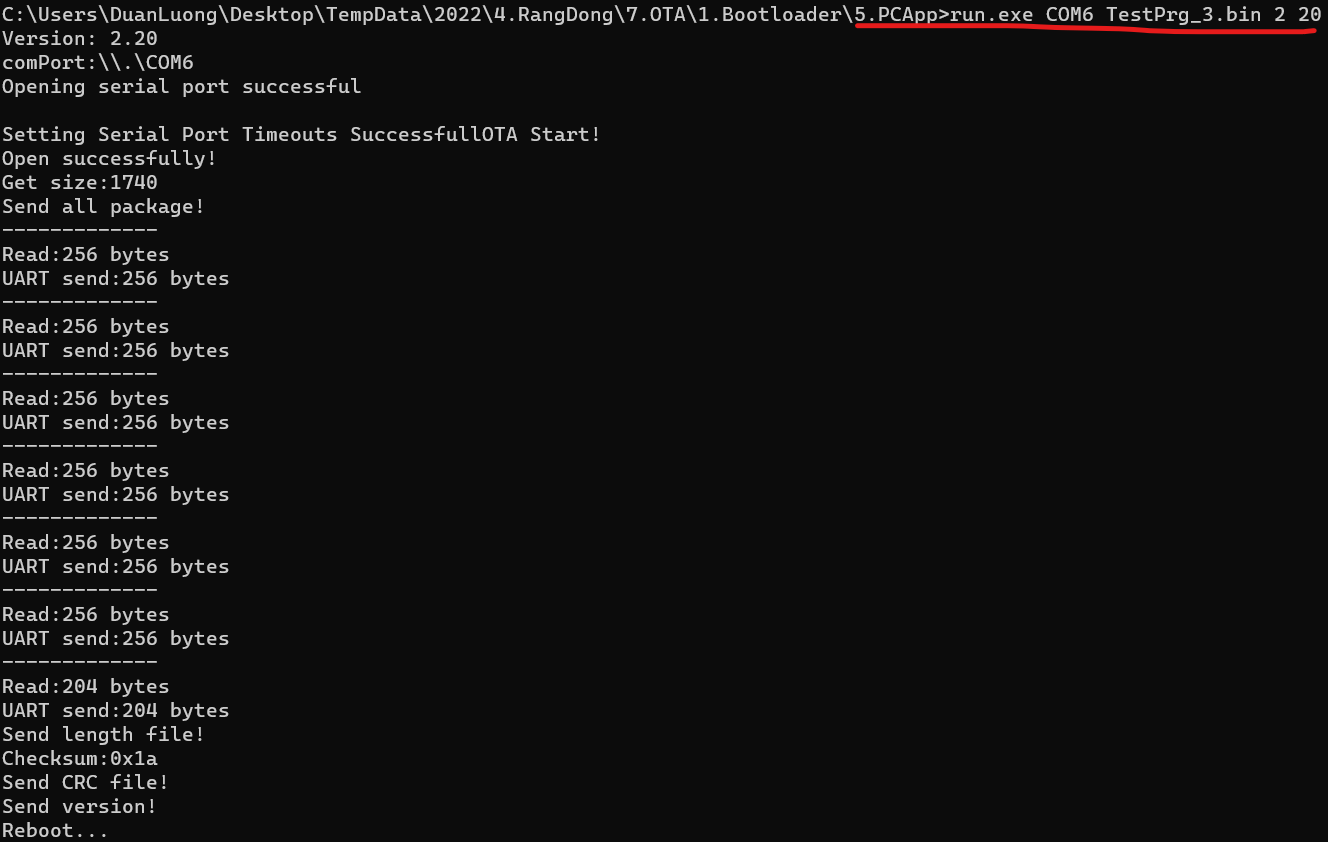 C:\Users\DuanLuong\Desktop\TempData\2022\4.RangDong\7.OTA\1.Bootloader\5.PCApp>run.exe COM6 TestPrg_3.bin 2 20
Version: 2.20
comPort:\\.\COM6
Opening serial port successful

Setting Serial Port Timeouts SuccessfullOTA Start!
Open successfully!
Get size:1740
Send all package!
-------------
Read:256 bytes
UART send:256 bytes
-------------
Read:256 bytes
UART send:256 bytes
-------------
Read:256 bytes
UART send:256 bytes
-------------
Read:256 bytes
UART send:256 bytes
-------------
Read:256 bytes
UART send:256 bytes
-------------
Read:256 bytes
UART send:256 bytes
-------------
Read:204 bytes
UART send:204 bytes
Send length file!
Checksum:0x1a
Send CRC file!
Send version!
Reboot...